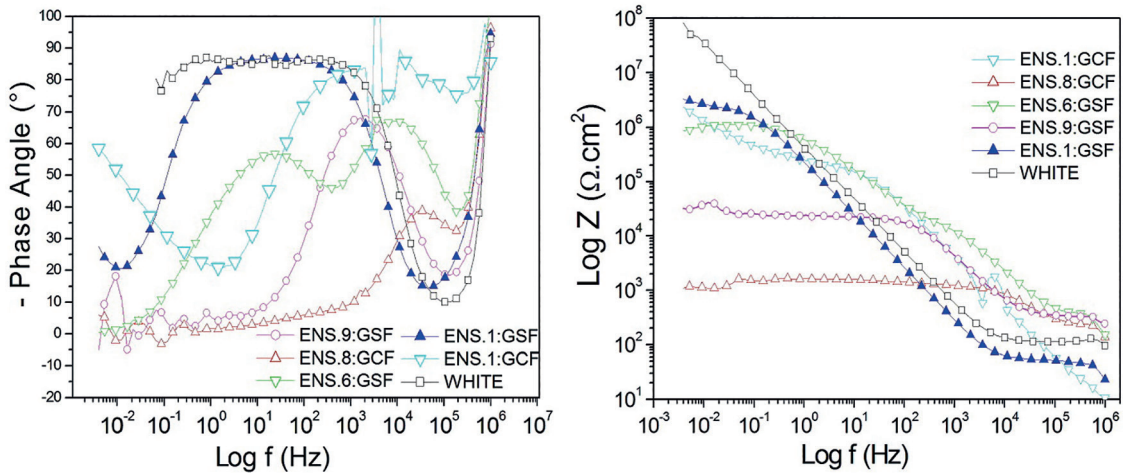 100
90
80
70
60
50
40
30
20
10
0
-10
-20
- Phase Angle (°)
10-2 10-1 100 101 102 103 104 105 106 107
Log f (Hz)
ENS.9:GSF
ENS.8:GCF
ENS.6:GSF
ENS.1:GSF
ENS.1:GCF
WHITE
108
107
106
105
104
103
102
101
Log Z (Ω.cm2)
10-3 10-2 10-1 100 101 102 103 104 105 106
Log f (Hz)
ENS.1:GCF
ENS.8:GCF
ENS.6:GSF
ENS.9:GSF
ENS.1:GSF
WHITE